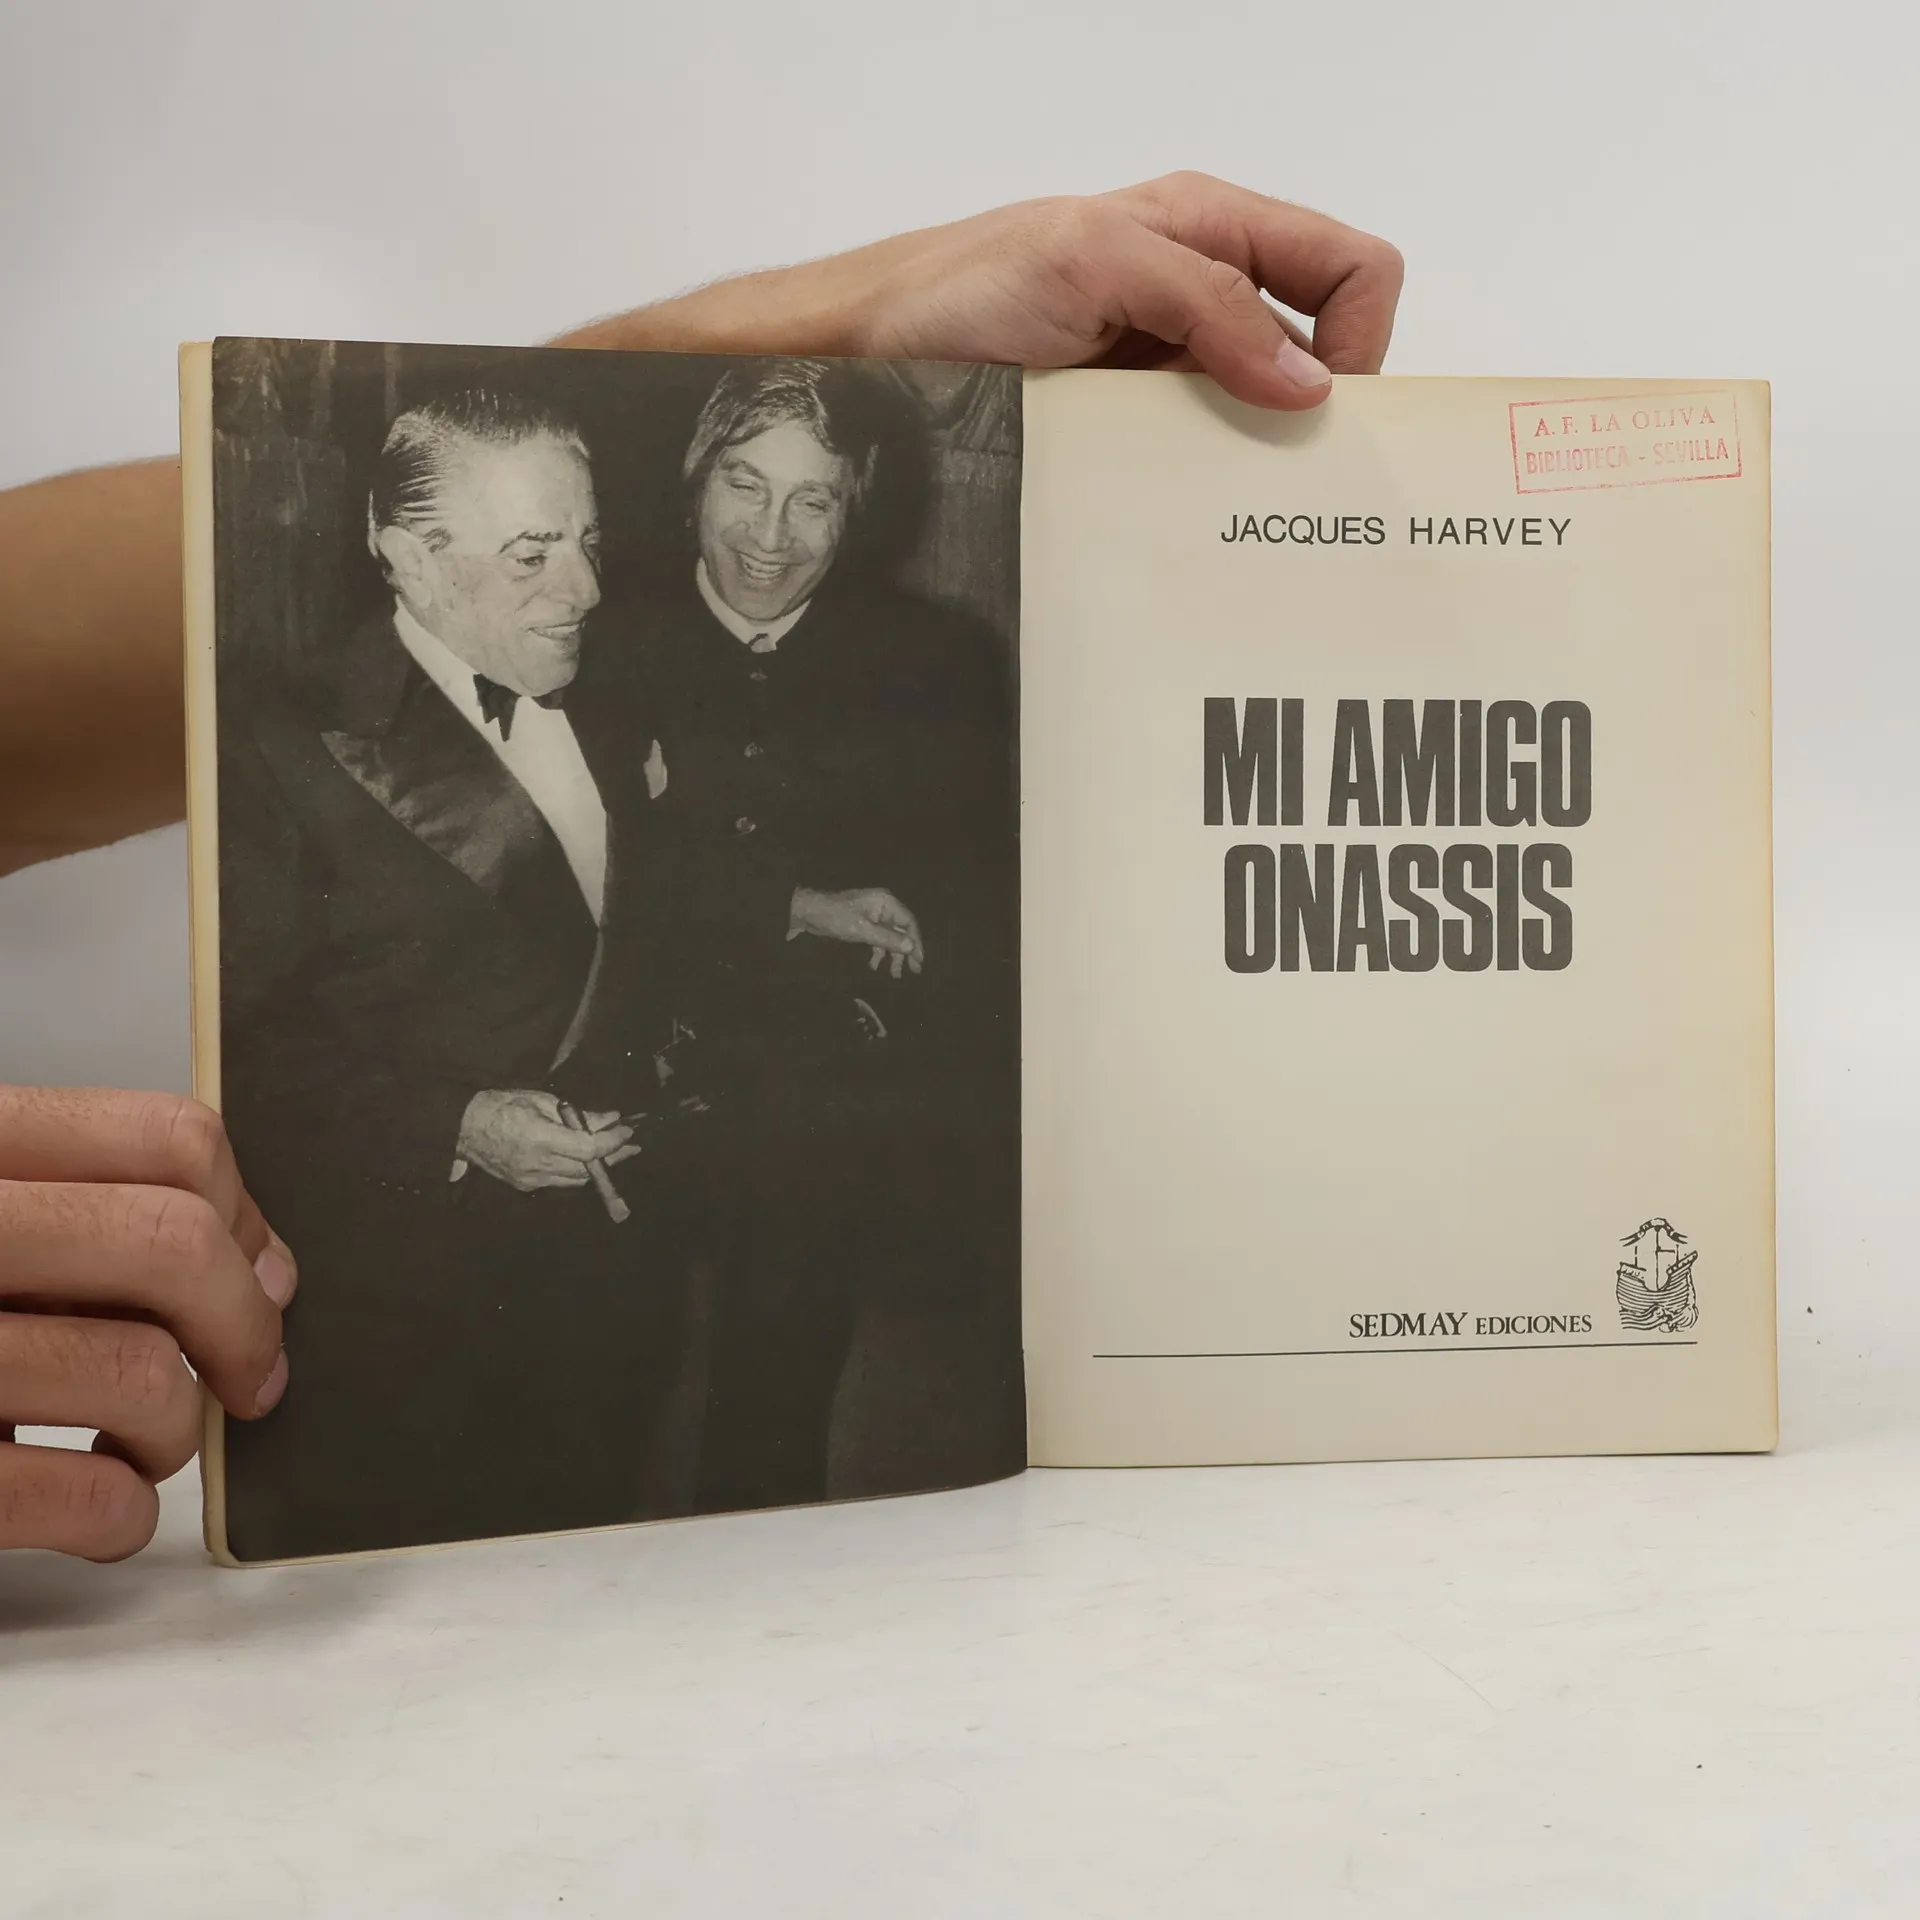 A. F. LA OLIVA
BIBLIOTECA - SEVILLA
JACQUES HARVEY
MI AMIGO
ONASSIS
SEDMAY EDICIONES